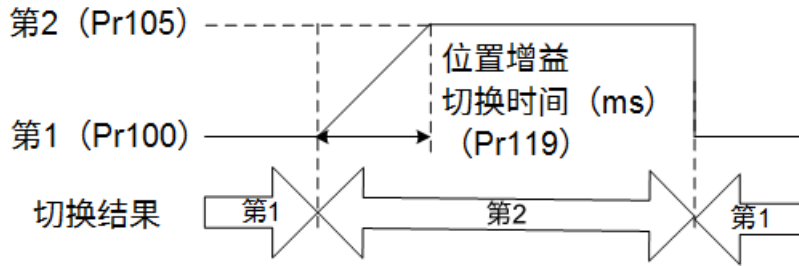 第2（Pr105）
位置增益
切换时间（ms）
（Pr119）
第1（Pr100）
切换结果
第1
第2
第1